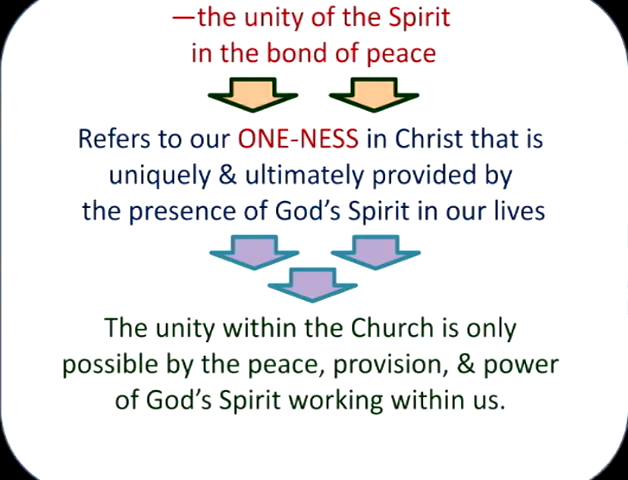 —the unity of the Spirit
in the bond of peace
Refers to our ONE-NESS in Christ that is
uniquely & ultimately provided by
the presence of God’s Spirit in our lives
The unity within the Church is only
possible by the peace, provision, & power
of God’s Spirit working within us.